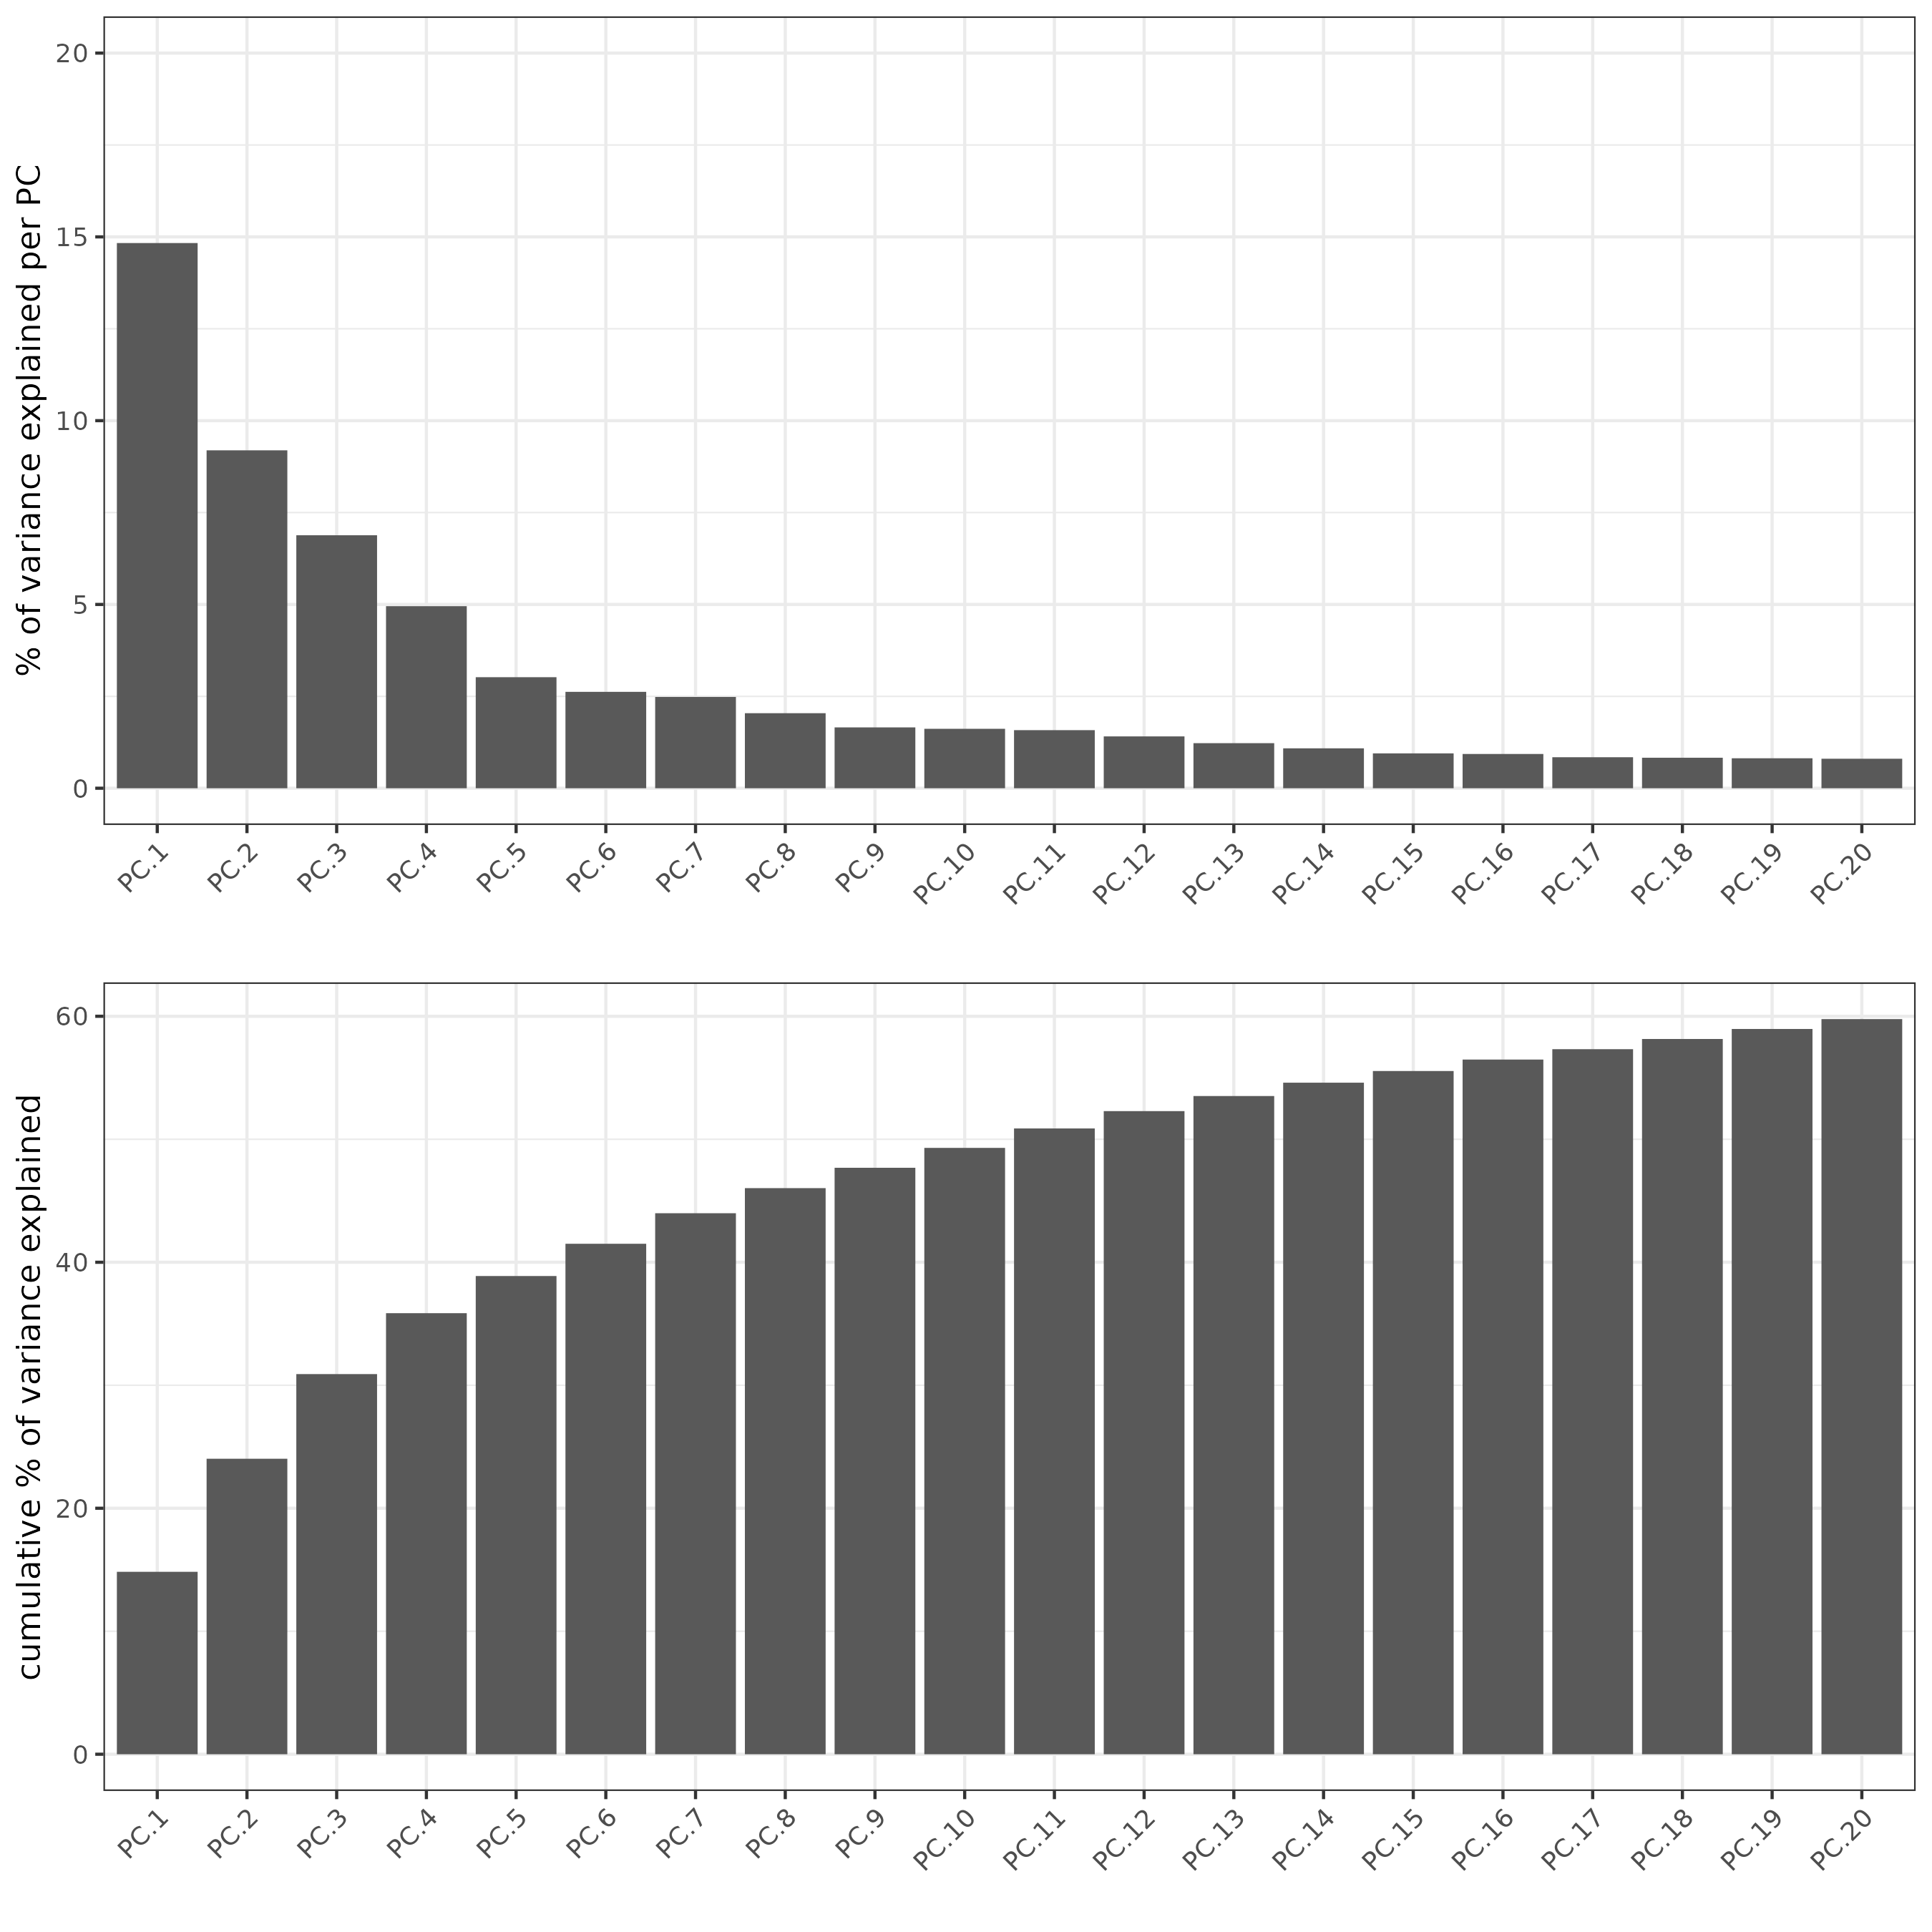 % of variance explained per PC
20
15
10
5
0
PC.1 PC.2 PC.3 PC.4 PC.5 PC.6 PC.7 PC.8 PC.9 PC.10 PC.11 PC.12 PC.13 PC.14 PC.15 PC.16 PC.17 PC.18 PC.19 PC.20
cumulative % of variance explained
60
40
20
0
PC.1 PC.2 PC.3 PC.4 PC.5 PC.6 PC.7 PC.8 PC.9 PC.10 PC.11 PC.12 PC.13 PC.14 PC.15 PC.16 PC.17 PC.18 PC.19 PC.20